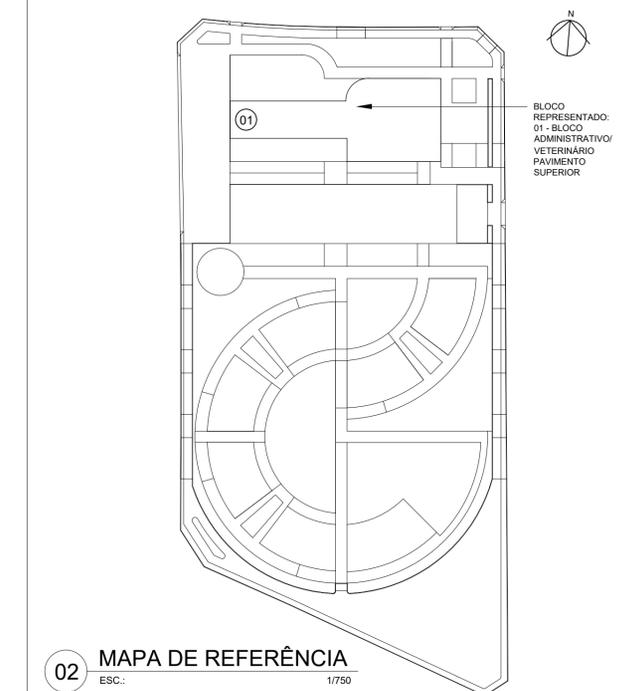 N
BLOCO
REPRESENTADO:
01 - BLOCO
ADMINISTRATIVO/
VETERINÁRIO
PAVIMENTO
SUPERIOR
01
02 MAPA DE REFERÊNCIA
ESC.: 1/750